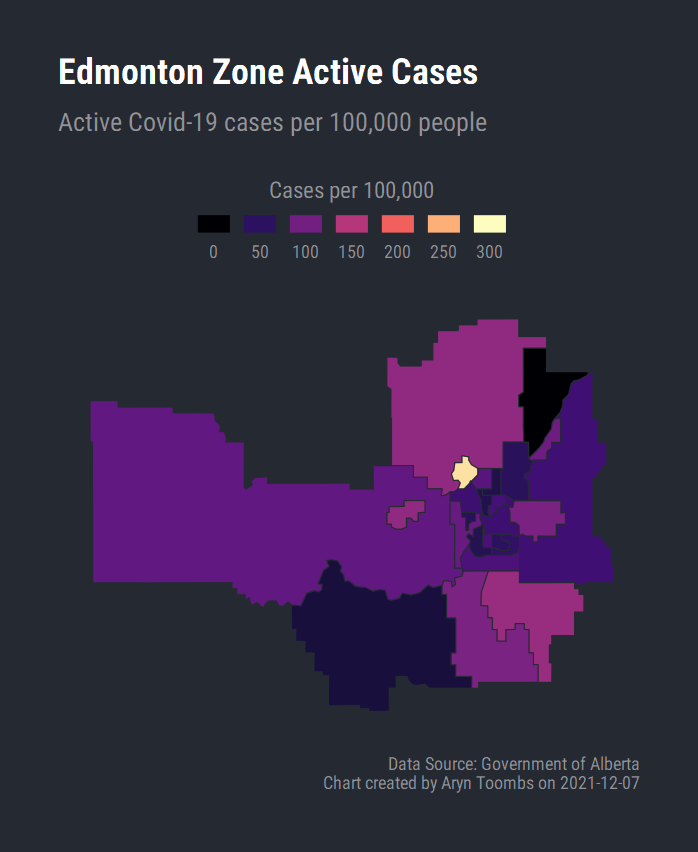 Edmonton Zone Active Cases
Active Covid-19 cases per 100,000 people
Cases per 100,000
0 50 100 150 200 250 300
Data Source: Government of Alberta
Chart created by Aryn Toombs on 2021-12-07